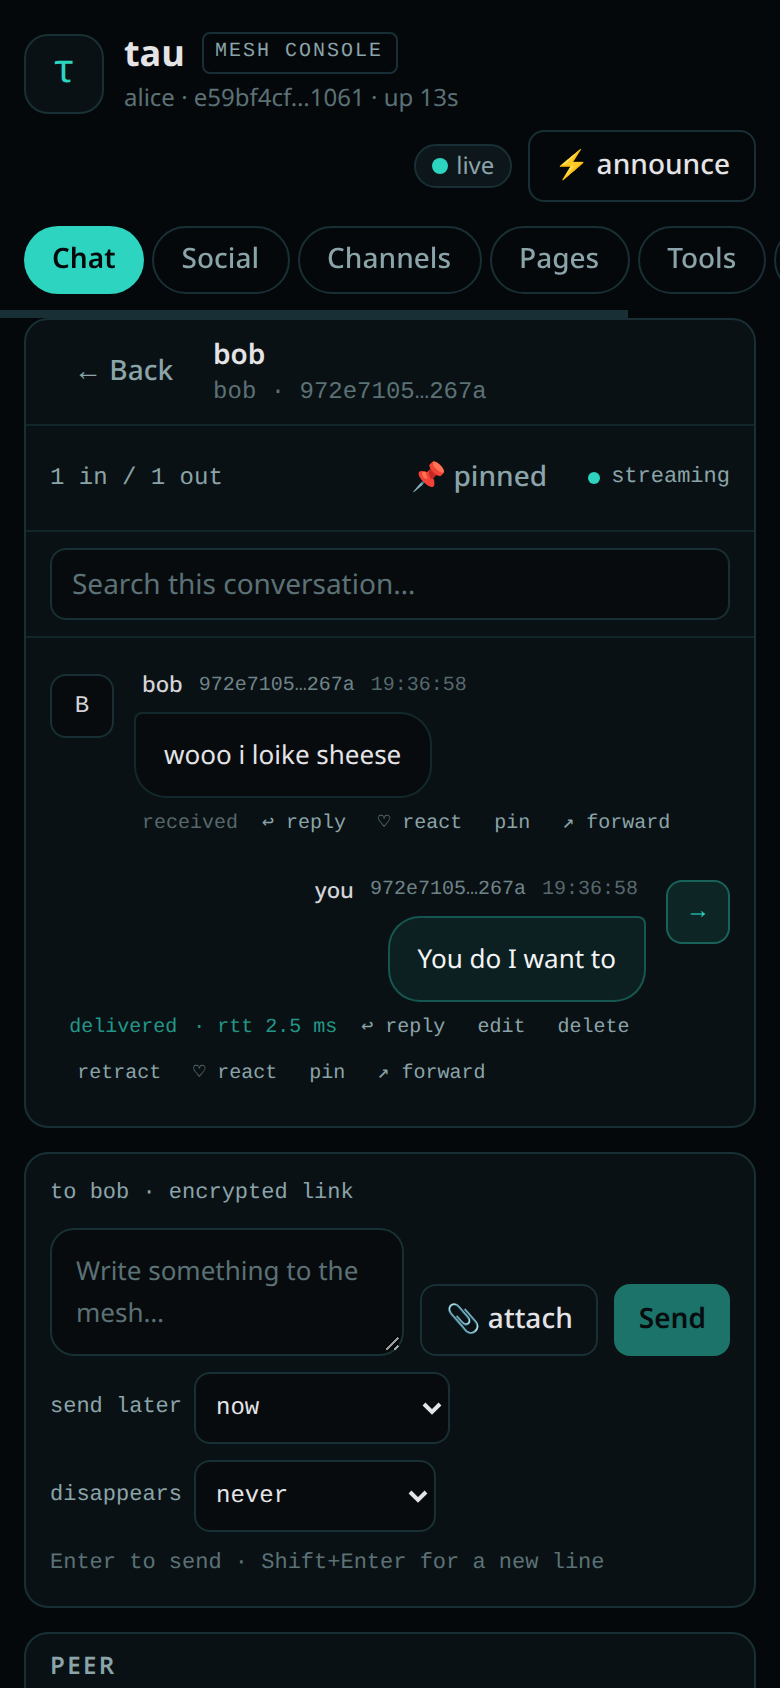 τ
tau MESH CONSOLE
alice · e59bf4cf…1061 · up 13s
live ⚡ announce
Chat Social Channels Pages Tools
← Back
bob
bob · 972e7105…267a
1 in / 1 out 📌 pinned streaming
Search this conversation…
B
bob 972e7105…267a 19:36:58
wooo i loike sheese
received ↩ reply ♡ react pin ↗ forward
you 972e7105…267a 19:36:58
→
You do I want to
delivered · rtt 2.5 ms ↩ reply edit delete
retract ♡ react pin ↗ forward
to bob · encrypted link
Write something to the
mesh…
📎 attach Send
send later now
disappears never
Enter to send · Shift+Enter for a new line
PEER